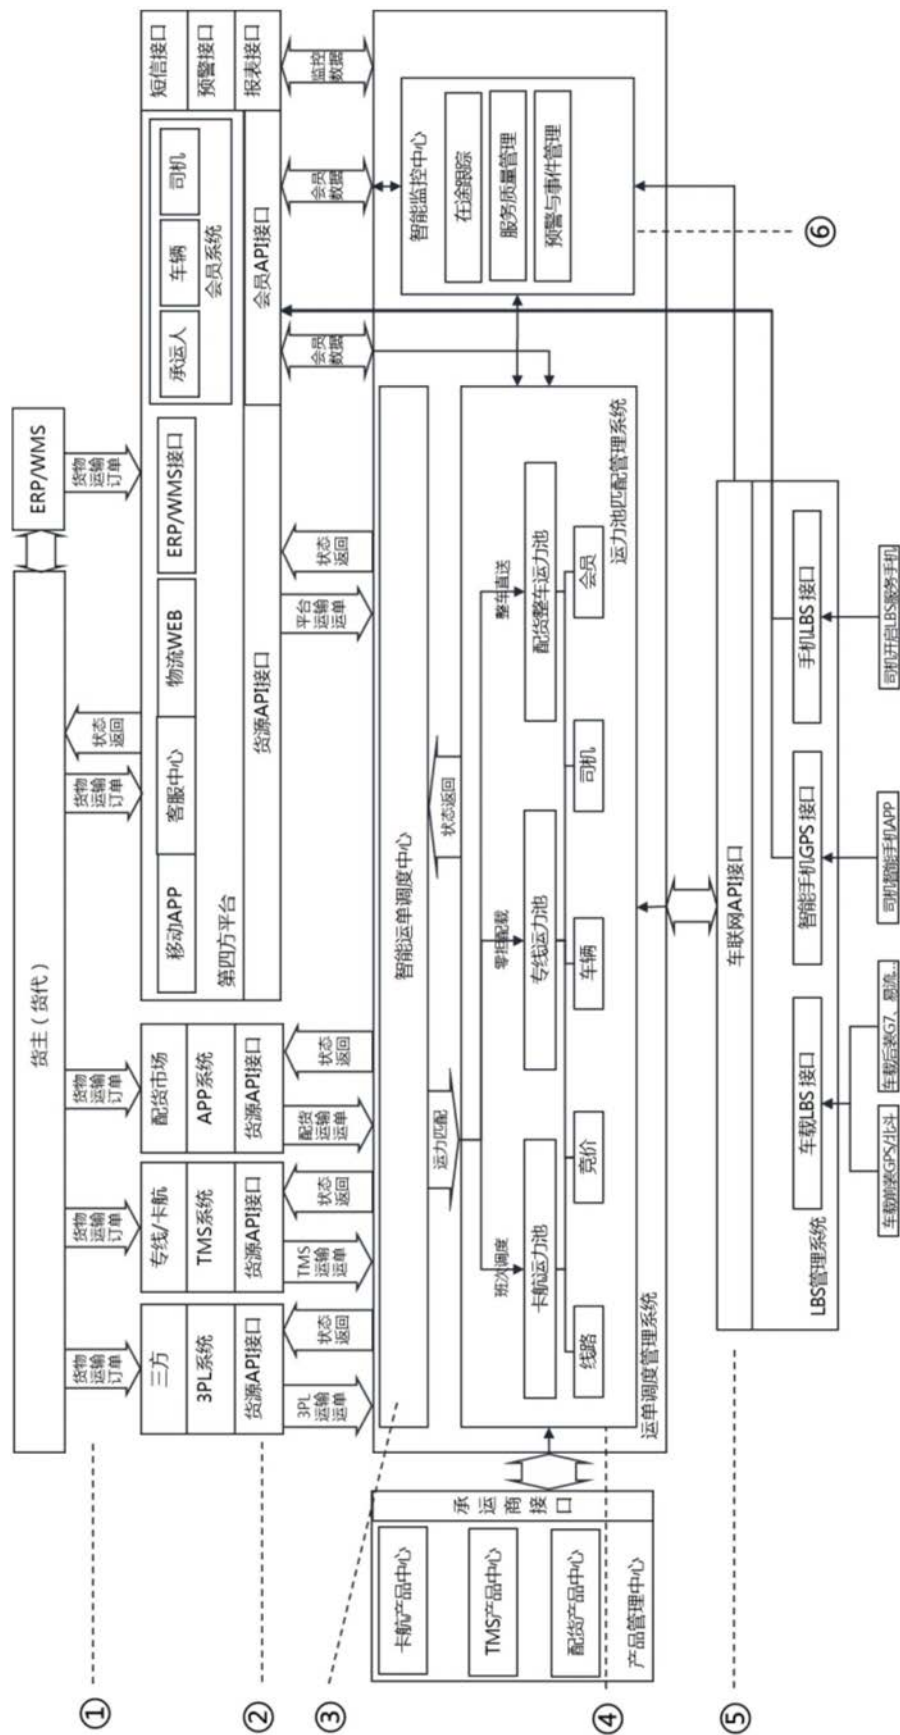 货主（货代）
ERP/WMS
货物
运输
订单
货物
运输
订单
货物
运输
订单
货物
运输
订单
状态
返回
货物
运输
订单
三方
3PL系统
货源API接口
专线/卡航
TMS系统
货源API接口
配货市场
APP系统
货源API接口
移动APP
客服中心
物流WEB
ERP/WMS接口
第四方平台
货源API接口
承运人
车辆
司机
会员系统
会员API接口
短信接口
预警接口
报表接口
3PL
运输
运单
状态
返回
TMS
运输
运单
状态
返回
配货
运输
运单
状态
返回
平台
运输
运单
状态
返回
会员
数据
会员
数据
监控
数据
智能运单调度中心
运力匹配
状态返回
班次调度
零担配载
整车直送
卡航运力池
专线运力池
配货整车运力池
线路
竞价
车辆
司机
会员
运力池匹配管理系统
运单调度管理系统
智能监控中心
在途跟踪
服务质量管理
预警与事件管理
卡航产品中心
TMS产品中心
配货产品中心
产品管理中心
承运商接口
车联网API接口
车载LBS 接口
智能手机GPS 接口
手机LBS 接口
LBS管理系统
车载前装GPS/北斗
车载后装G7、易流...
司机智能手机APP
司机开启LBS服务手机
①
②
③
④
⑤
⑥